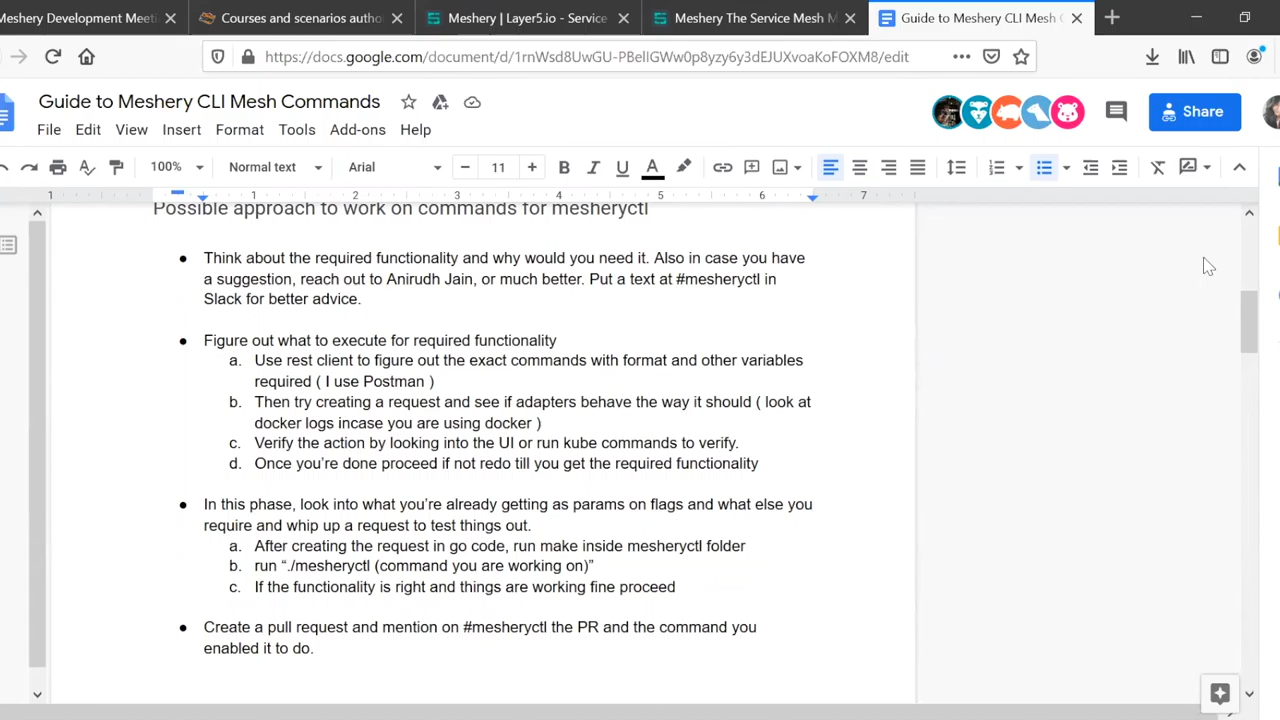 Meshery Development Meeti
Courses and scenarios autho
Meshery | Layer5.io - Service
Meshery The Service Mesh M
Guide to Meshery CLI Mesh C
https://docs.google.com/document/d/1rnWsd8UwGU-PBellGWw0p8yzy6y3dEJUXvoaKoFOXM8/edit
Guide to Meshery CLI Mesh Commands
Share
File Edit View Insert Format Tools Add-ons Help
100% Normal text Arial 11 B I U A
1 1 2 3 4 5 6 7
Possible approach to work on commands for mesheryctl
● Think about the required functionality and why would you need it. Also in case you have
a suggestion, reach out to Anirudh Jain, or much better. Put a text at #mesheryctl in
Slack for better advice.
● Figure out what to execute for required functionality
a. Use rest client to figure out the exact commands with format and other variables
required ( I use Postman )
b. Then try creating a request and see if adapters behave the way it should ( look at
docker logs incase you are using docker )
c. Verify the action by looking into the UI or run kube commands to verify.
d. Once you’re done proceed if not redo till you get the required functionality
● In this phase, look into what you’re already getting as params on flags and what else you
require and whip up a request to test things out.
a. After creating the request in go code, run make inside mesheryctl folder
b. run “./mesheryctl (command you are working on)”
c. If the functionality is right and things are working fine proceed
● Create a pull request and mention on #mesheryctl the PR and the command you
enabled it to do.